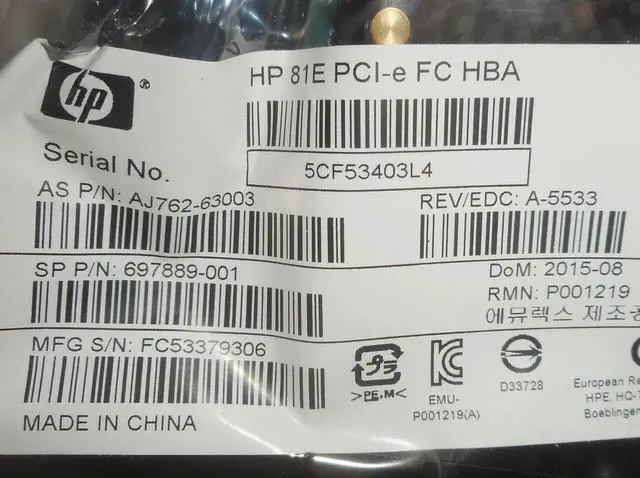 hp®
HP 81E PCI-e FC HBA
Serial No.
5CF53403L4
AS P/N: AJ762-63003
REV/EDC: A-5533
SP P/N: 697889-001
DoM: 2015-08
RMN: P001219
에뮤렉스 제조
MFG S/N: FC53379306
>PE,M<
EMU-
P001219(A)
D33728
European
HPE, HQ-
MADE IN CHINA